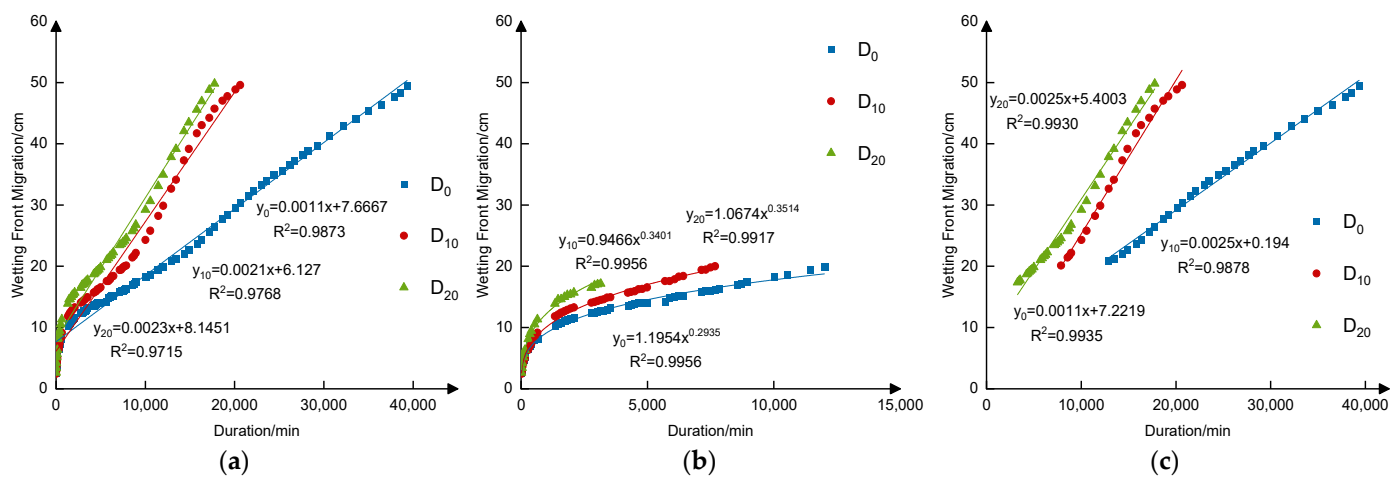 60
50
40
30
20
10
0
Wetting Front Migration/cm
D0
D10
D20
y0=0.0011x+7.6667
R2=0.9873
y10=0.0021x+6.127
R2=0.9768
y20=0.0023x+8.1451
R2=0.9715
0 10,000 20,000 30,000 40,000
Duration/min
(a)
60
50
40
30
20
10
0
Wetting Front Migration/cm
D0
D10
D20
y20=1.0674x0.3514
R2=0.9917
y10=0.9466x0.3401
R2=0.9956
y0=1.1954x0.2935
R2=0.9956
0 5,000 10,000 15,000
Duration/min
(b)
60
50
40
30
20
10
0
Wetting Front Migration/cm
y20=0.0025x+5.4003
R2=0.9930
D0
D10
D20
y10=0.0025x+0.194
R2=0.9878
y0=0.0011x+7.2219
R2=0.9935
0 10,000 20,000 30,000 40,000
Duration/min
(c)